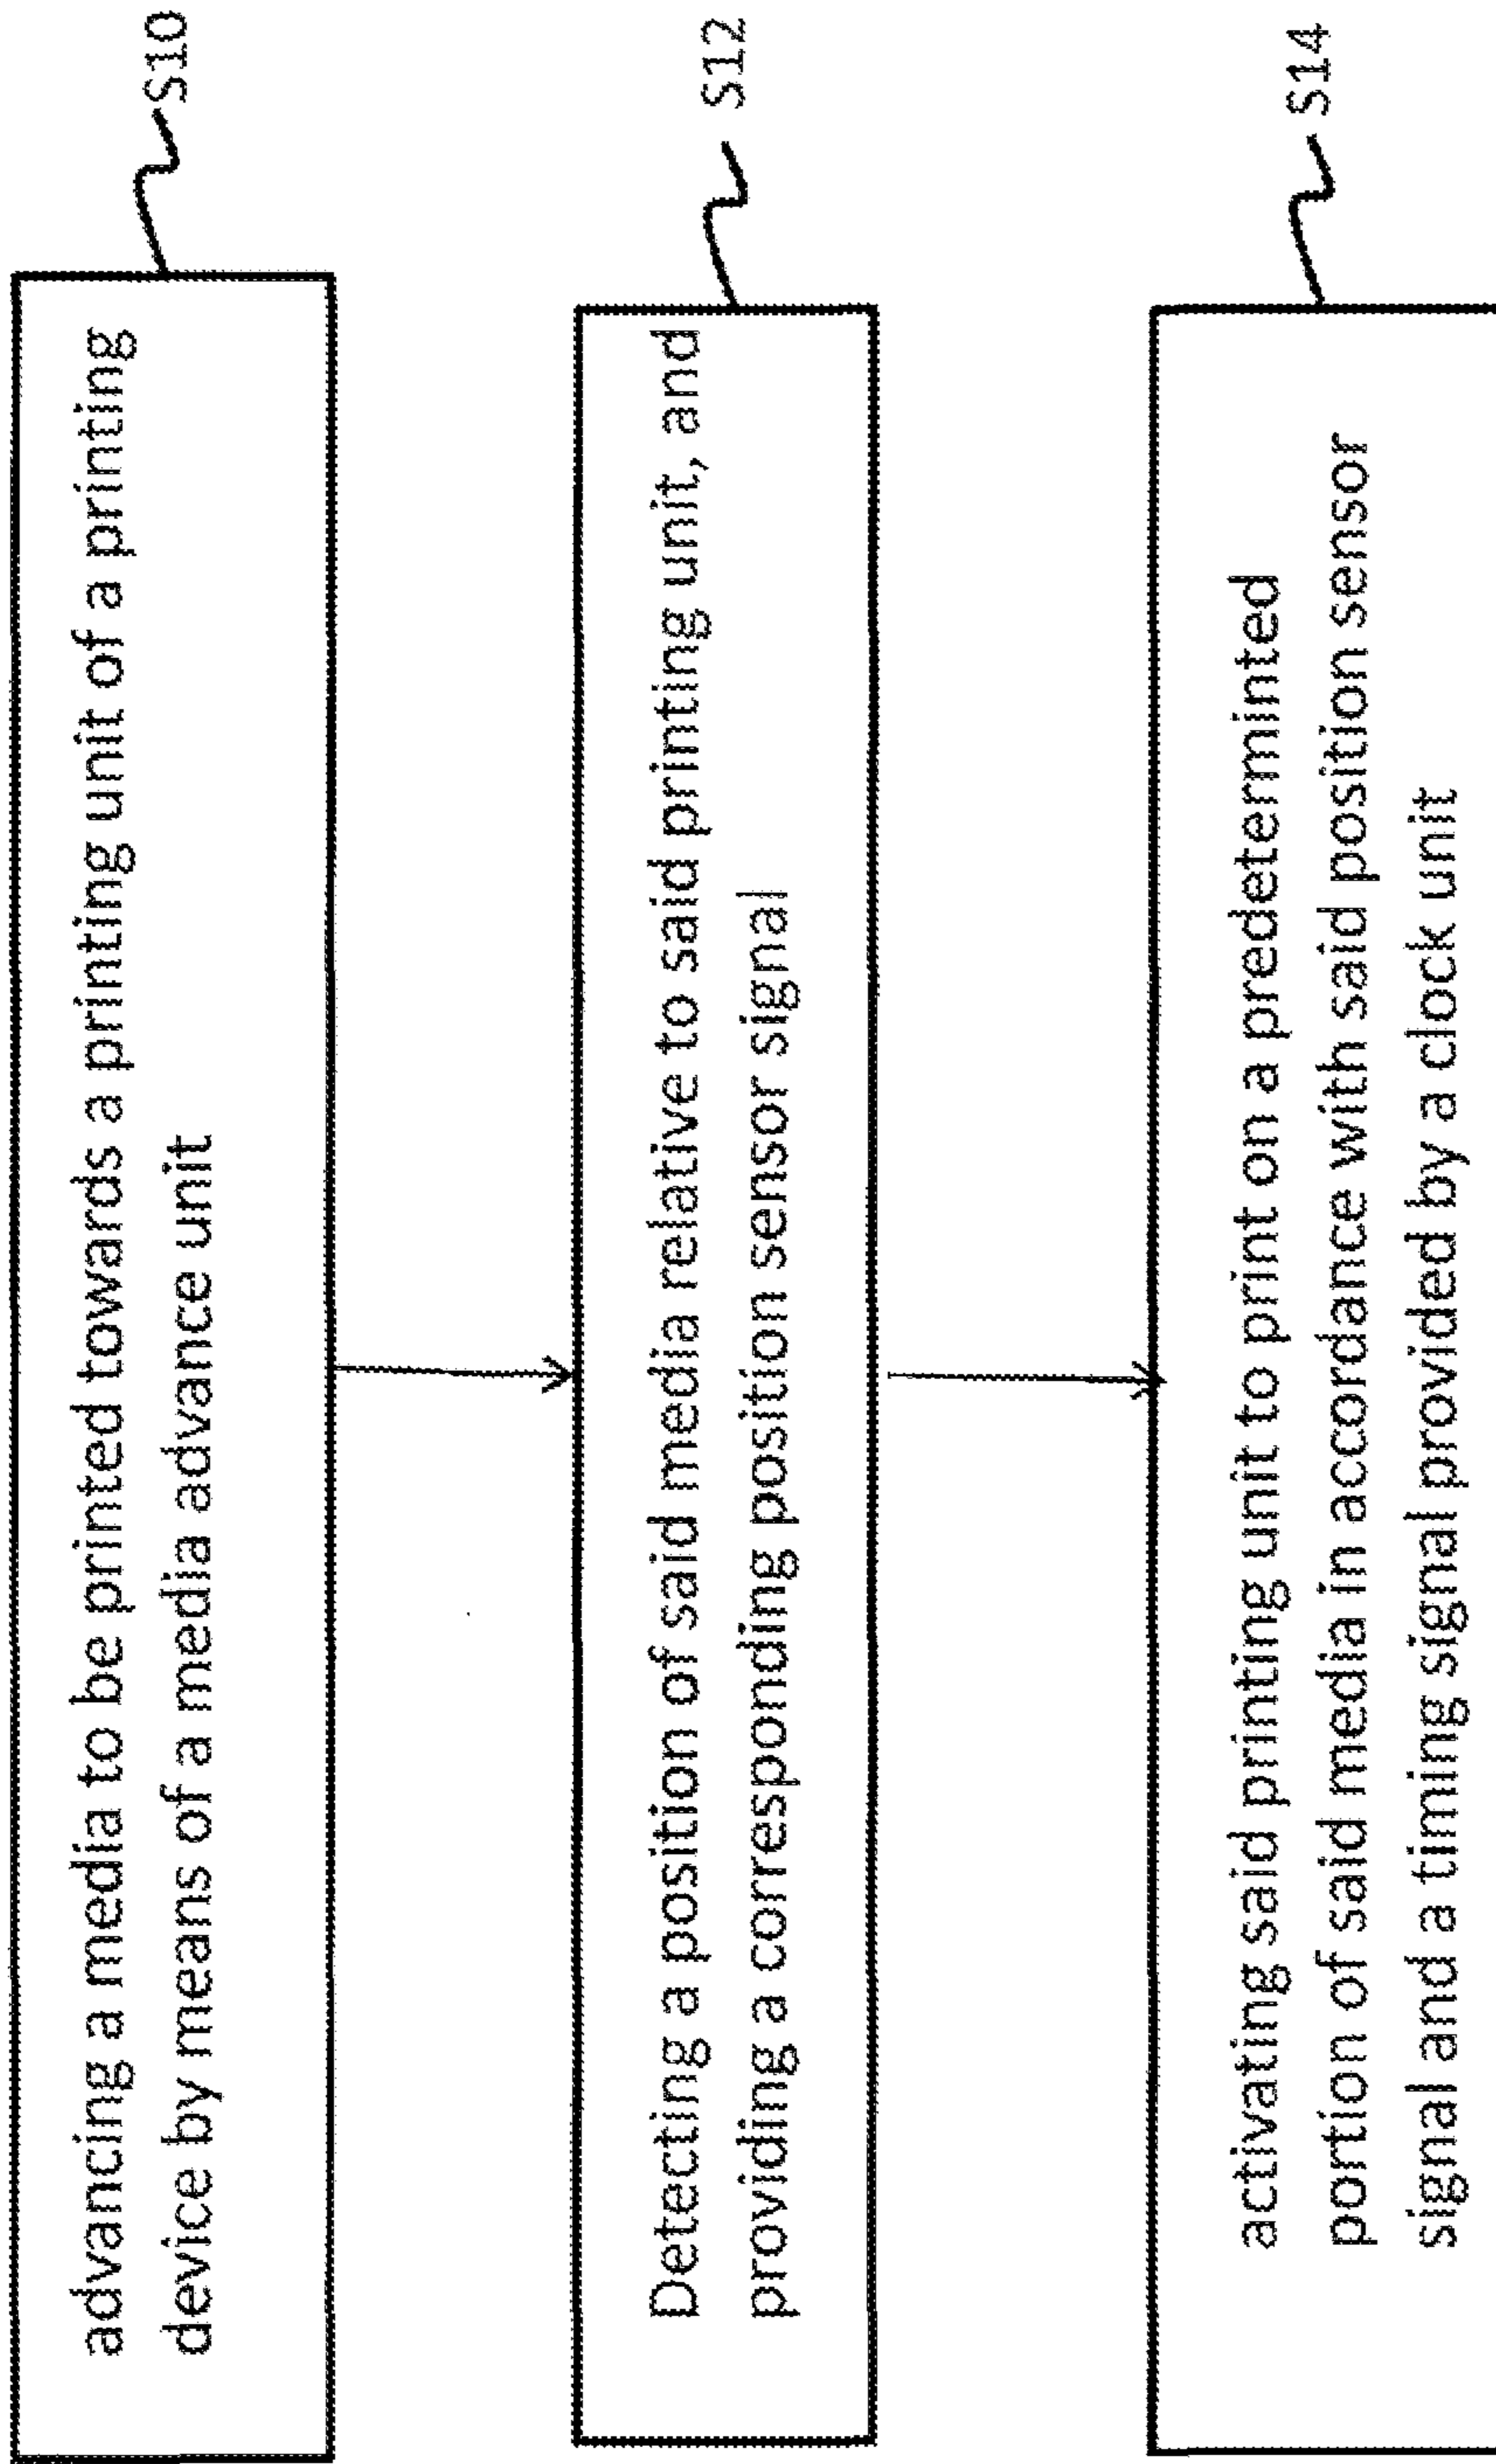 advancing a media to be printed towards a printing unit of a printing
device by means of a media advance unit
S10
Detecting a position of said media relative to said printing unit, and
providing a corresponding position sensor signal
S12
activating said printing unit to print on a predeterminted
portion of said media in accordance with said position sensor
signal and a timing signal provided by a clock unit
S14